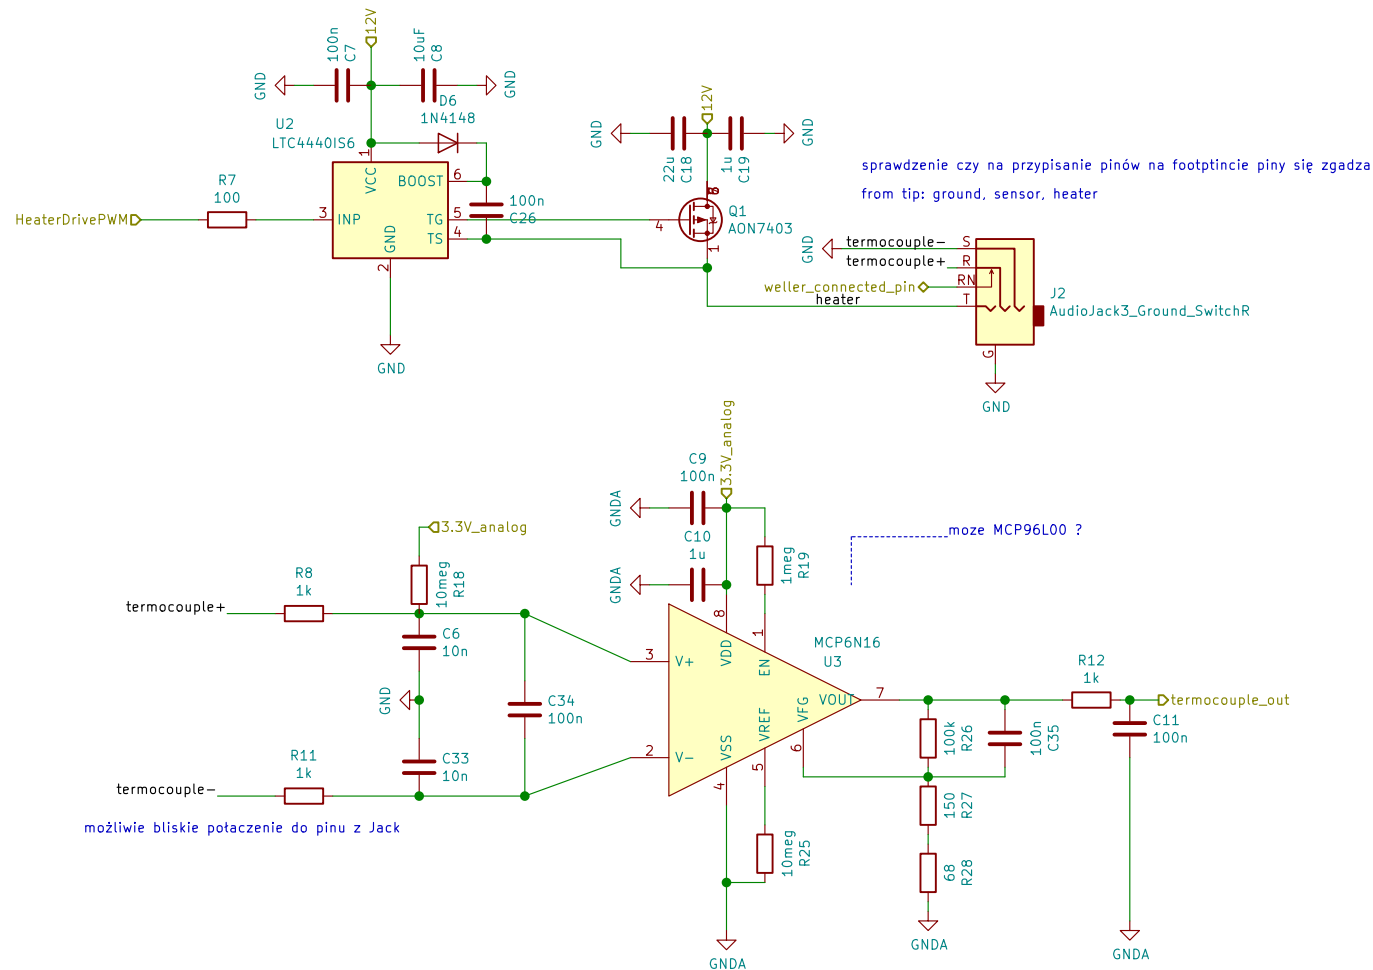 12V
100n
C7
10uF
C8
GND
GND
D6
1N4148
U2
LTC4440IS6
1
VCC
BOOST
6
R7
100
HeaterDrivePWM
3
INP
TG
5
TS
4
GND
2
100n
C26
GND
12V
GND
GND
22u
C18
1u
C19
4
Q1
AON7403
1
sprawdzenie czy na przypisanie pinów na footptincie piny się zgadza
from tip: ground, sensor, heater
GND
termocouple-
S
termocouple+
R
weller_connected_pin
RN
heater
T
J2
AudioJack3_Ground_SwitchR
G
GND
3.3V_analog
C9
100n
GNDA
C10
1u
GNDA
1meg
R19
moze MCP96L00 ?
3.3V_analog
10meg
R18
R8
1k
termocouple+
C6
10n
GND
C34
100n
C33
10n
R11
1k
termocouple-
możliwie bliskie połaczenie do pinu z Jack
8
VDD
1
EN
MCP6N16
U3
3
V+
2
V-
VOUT
7
VFG
6
VREF
5
VSS
4
10meg
R25
GNDA
100k
R26
100n
C35
150
R27
68
R28
GNDA
R12
1k
termocouple_out
C11
100n
GNDA